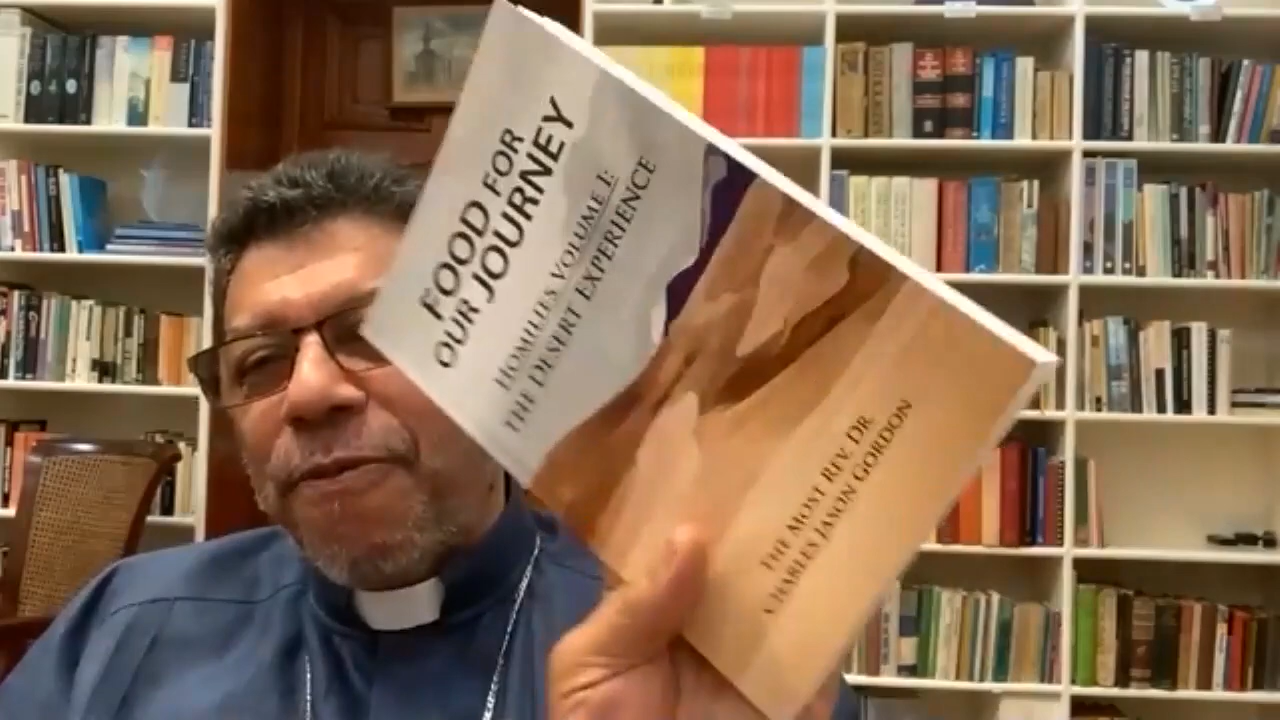 FOOD FOR
OUR JOURNEY
HOMILIES VOLUME I:
THE DESERT EXPERIENCE
THE MOST REV. DR
CHARLES JASON GORDON